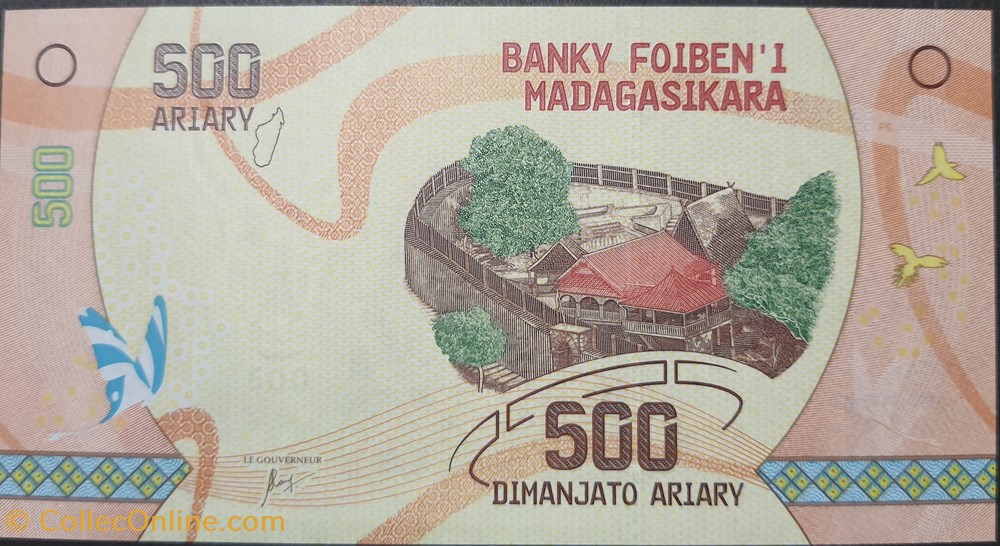 500
ARIARY
BANKY FOIBEN'I
MADAGASIKARA
500
LE GOUVERNEUR
500
DIMANJATO ARIARY
© CollecOnline.com